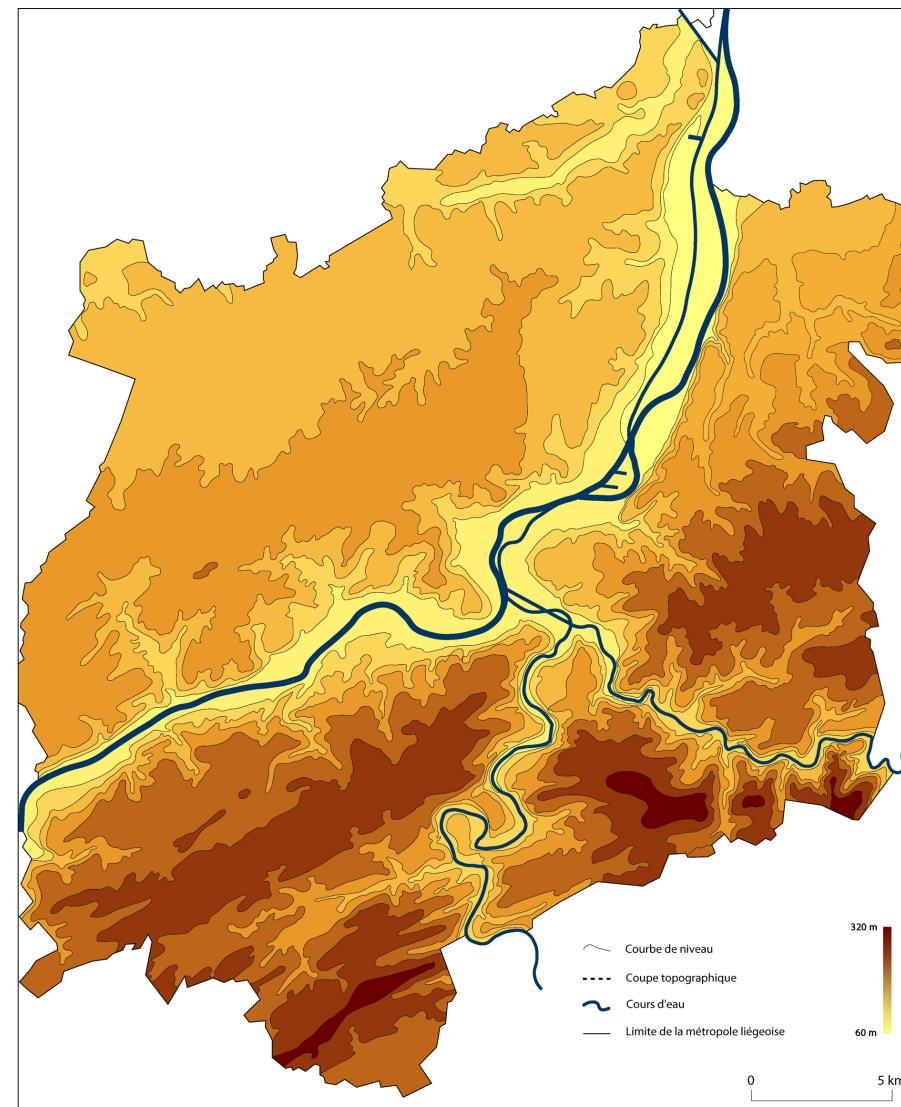 320 m
Courbe de niveau
Coupe topographique
Cours d'eau
Limite de la métropole liégeoise
60 m
0
5 km